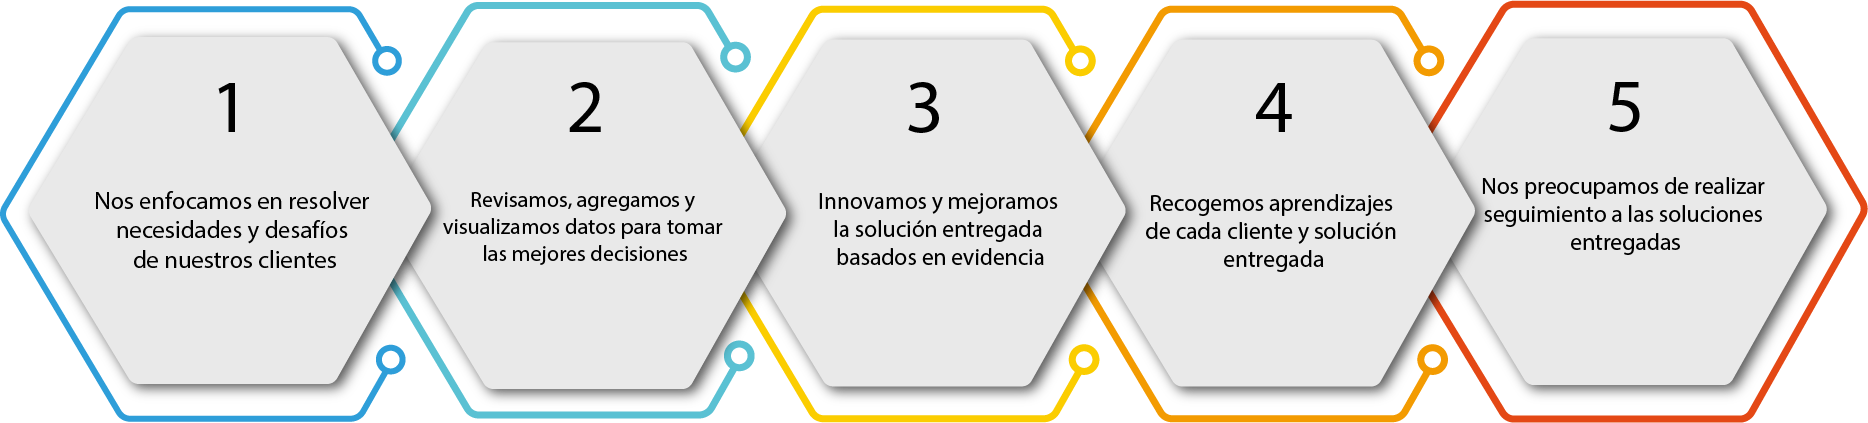 1
Nos enfocamos en resolver
necesidades y desafíos
de nuestros clientes
2
Revisamos, agregamos y
visualizamos datos para tomar
las mejores decisiones
3
Innovamos y mejoramos
la solución entregada
basados en evidencia
4
Recogemos aprendizajes
de cada cliente y solución
entregada
5
Nos preocupamos de realizar
seguimiento a las soluciones
entregadas